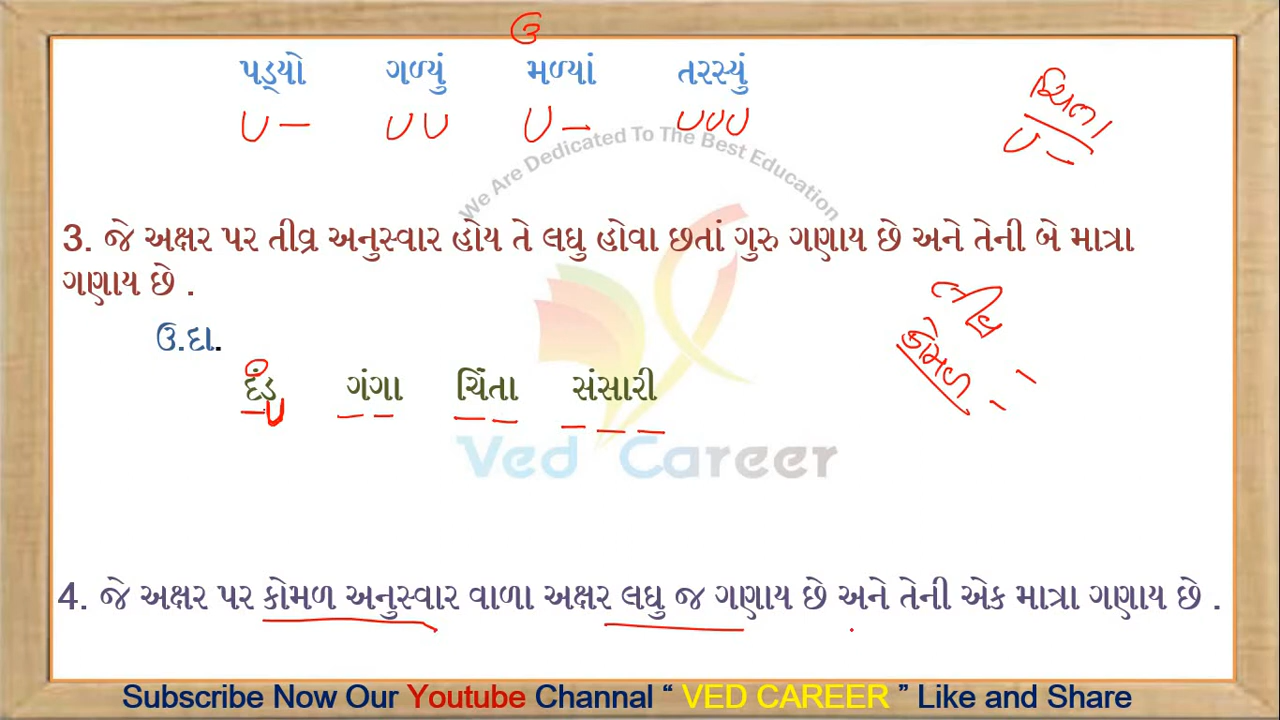 પડ્યો ગળ્યું મળ્યાં તરસ્યું
We Are Dedicated To The Best Education
3. જે અક્ષર પર તીવ્ર અનુસ્વાર હોય તે લઘુ હોવા છતાં ગુરુ ગણાય છે અને તેની બે માત્રા
ગણાય છે .
તીવ્ર
કોમળ
ઉ.દા.
દંડ ગંગા ચિંતા સંસારી
Ved Career
4. જે અક્ષર પર કોમળ અનુસ્વાર વાળા અક્ષર લઘુ જ ગણાય છે અને તેની એક માત્રા ગણાય છે .
Subscribe Now Our Youtube Channal “ VED CAREER ” Like and Share